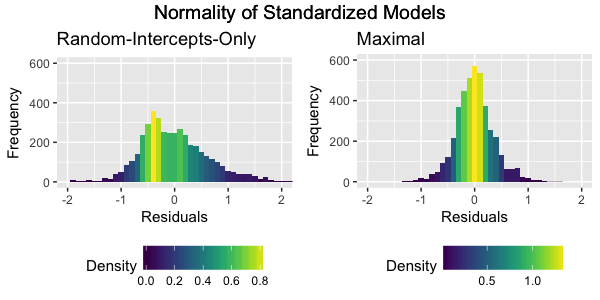 Normality of Standardized Models
Random-Intercepts-Only
Frequency
600
400
200
0
-2 -1 0 1 2
Residuals
Density
0.0 0.2 0.4 0.6 0.8
Maximal
Frequency
600
400
200
0
-2 -1 0 1 2
Residuals
Density
0.5 1.0